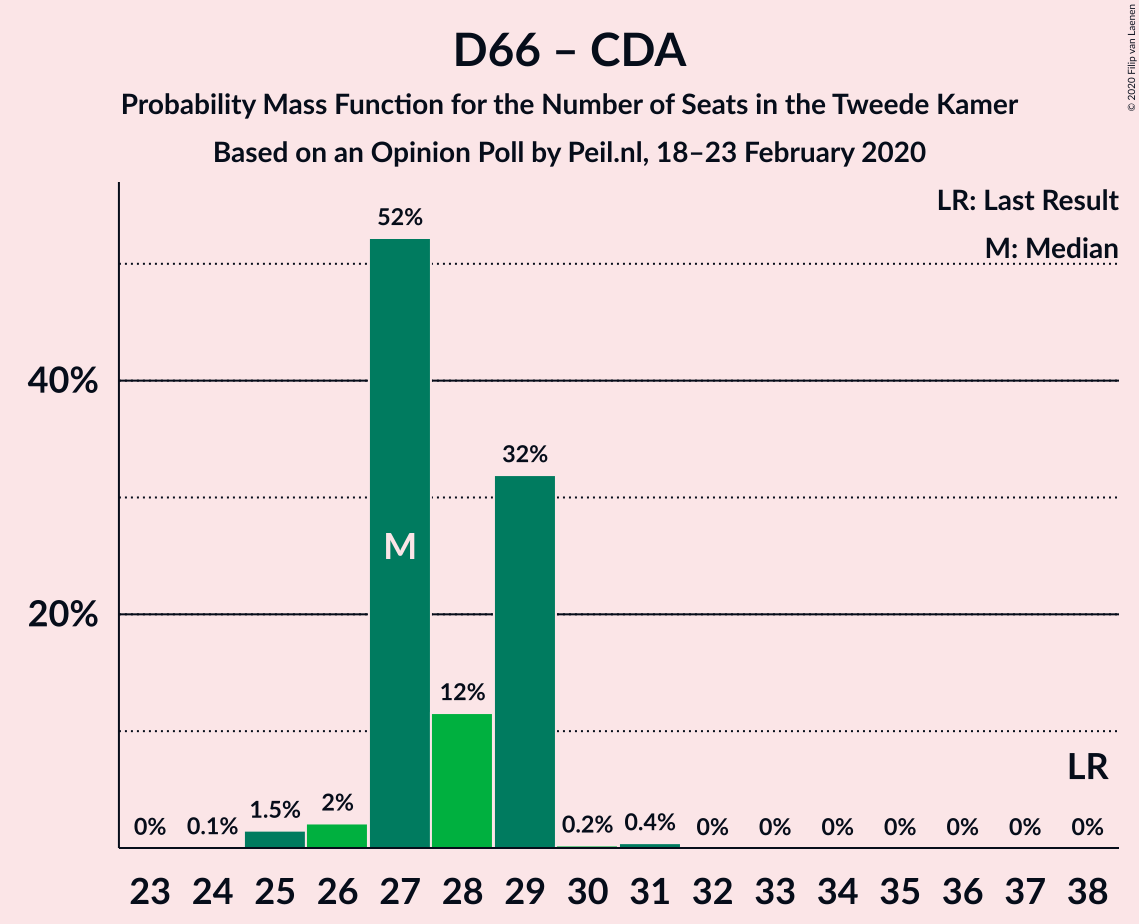 D66 – CDA
Probability Mass Function for the Number of Seats in the Tweede Kamer
Based on an Opinion Poll by Peil.nl, 18–23 February 2020
© 2020 Filip van Laenen
LR: Last Result
M: Median
52%
40%
32%
M
20%
12%
LR
0% 0.1% 1.5% 2% 0.2% 0.4% 0% 0% 0% 0% 0% 0% 0%
23 24 25 26 27 28 29 30 31 32 33 34 35 36 37 38